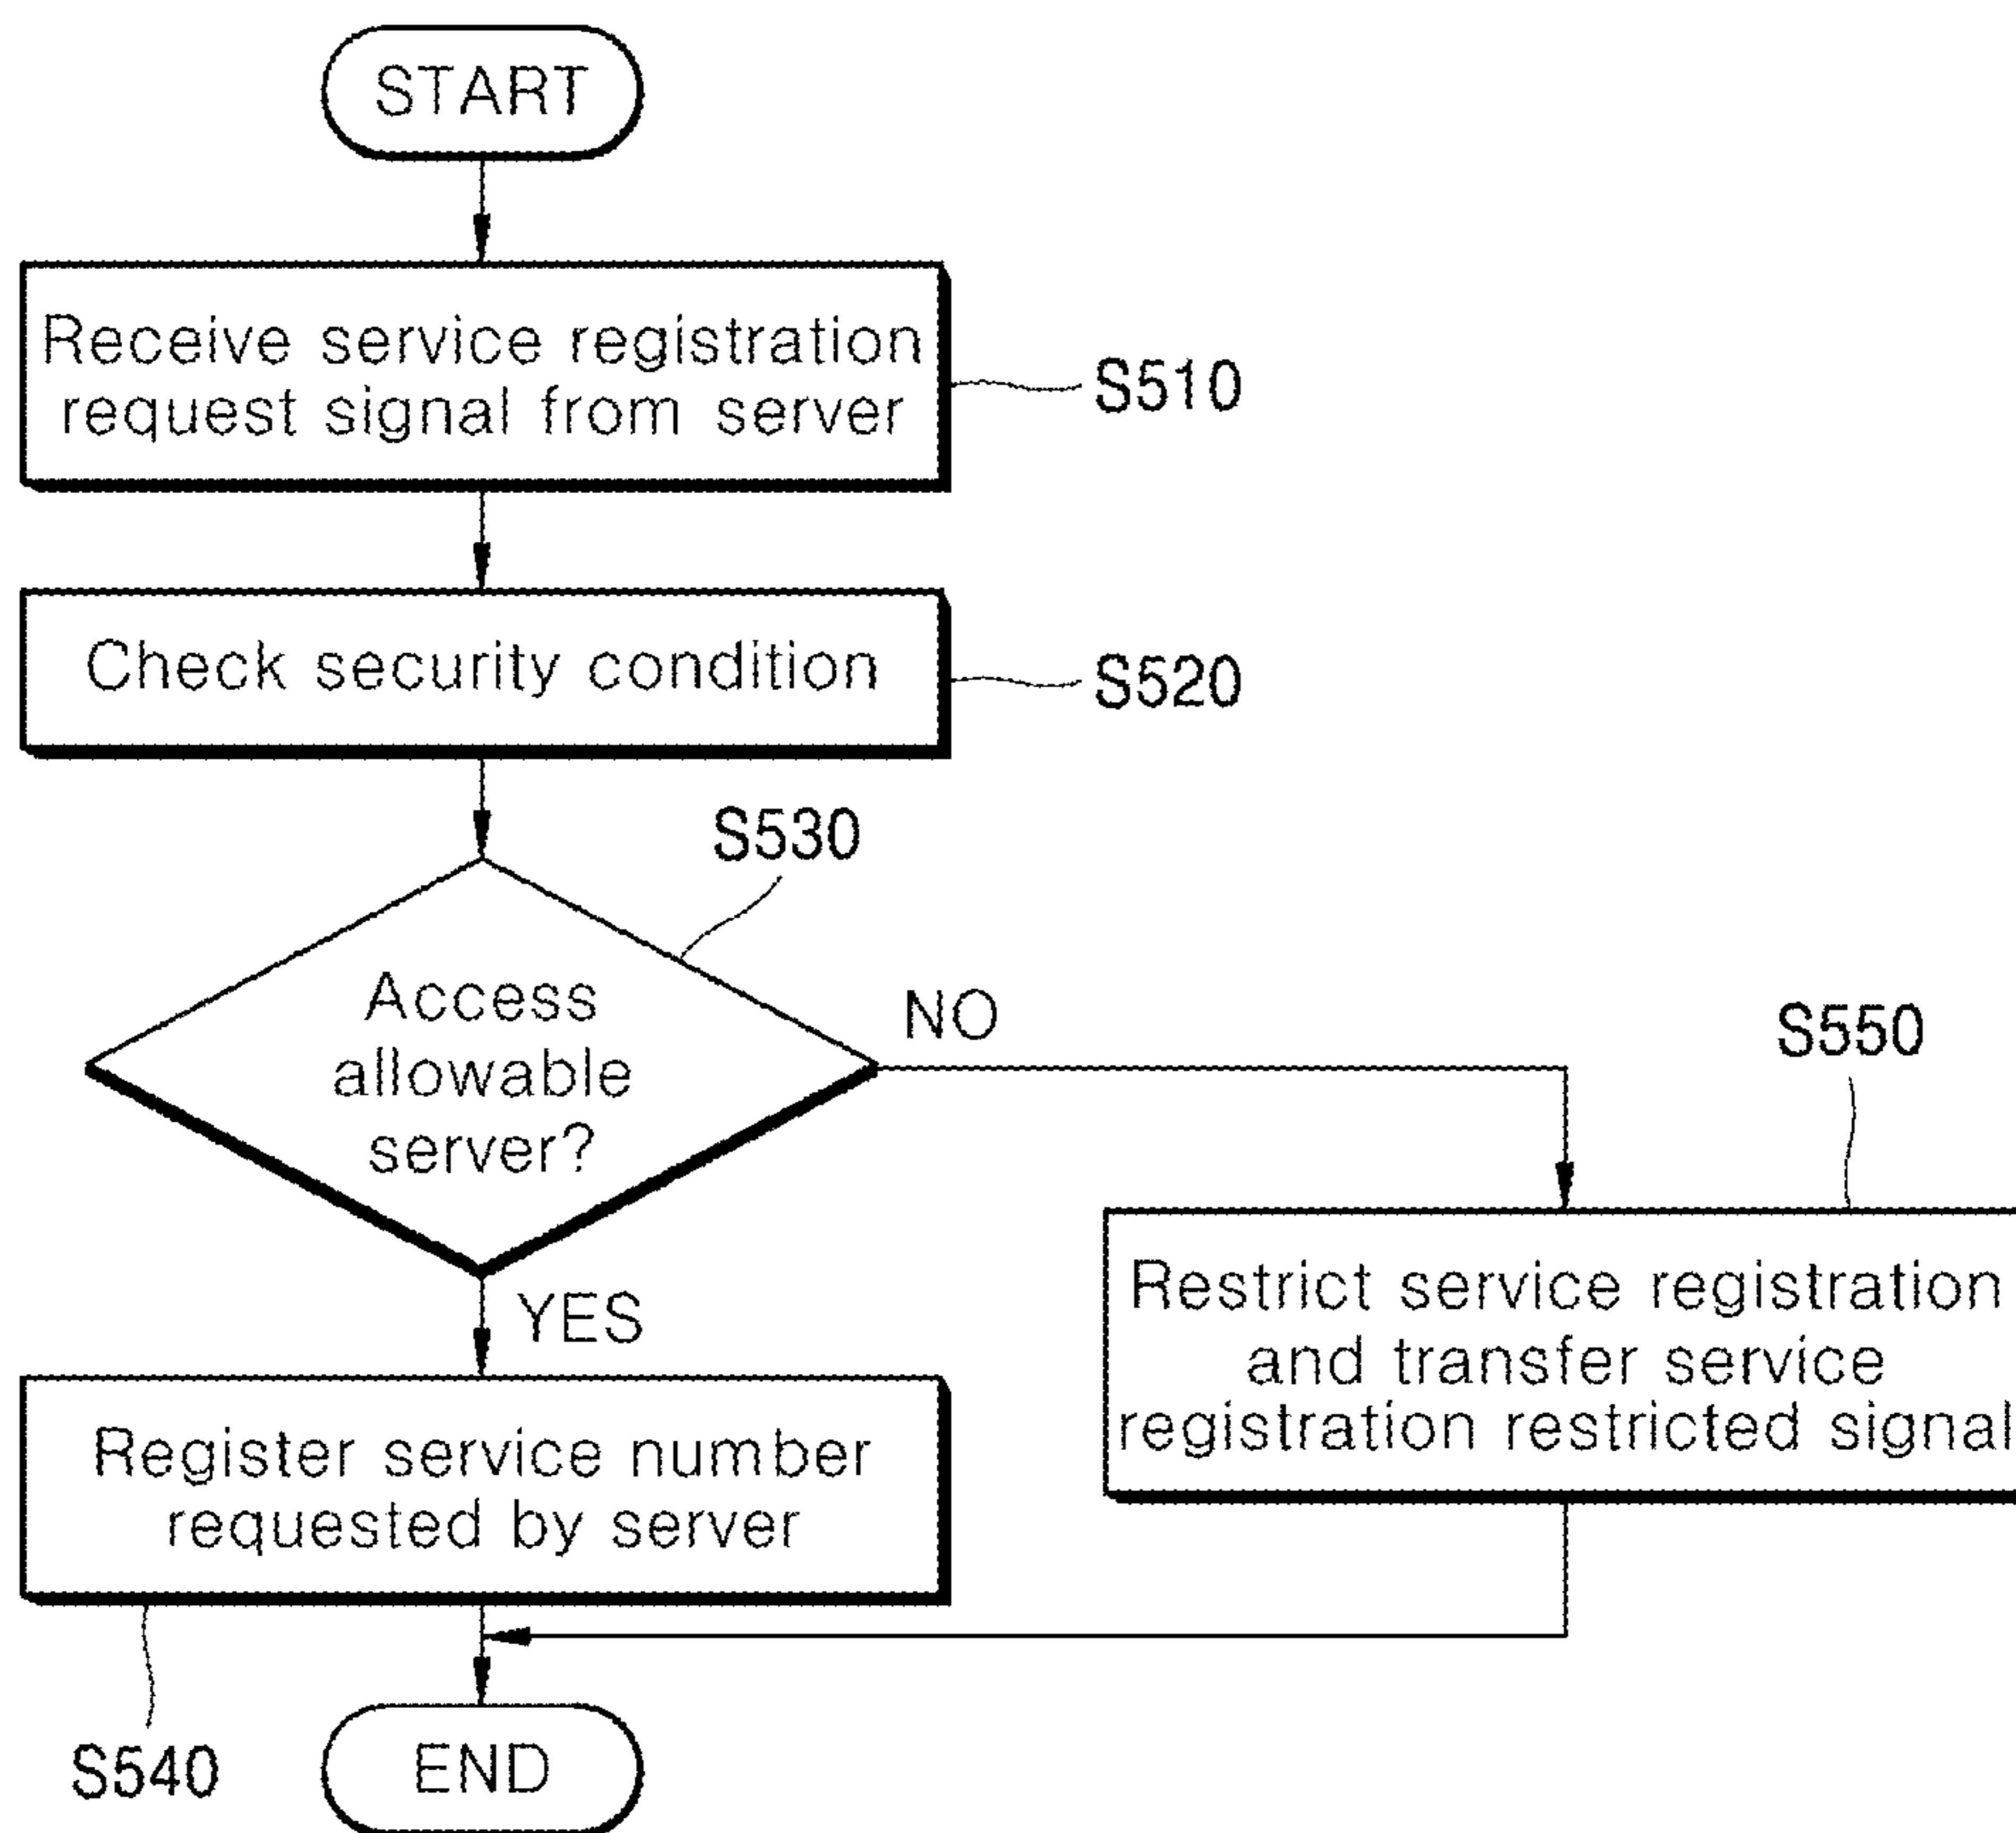 START
Receive service registration
request signal from server
S510
Check security condition
S520
S530
Access
allowable
server?
NO
S550
YES
Restrict service registration
and transfer service
registration restricted signal
Register service number
requested by server
S540
END